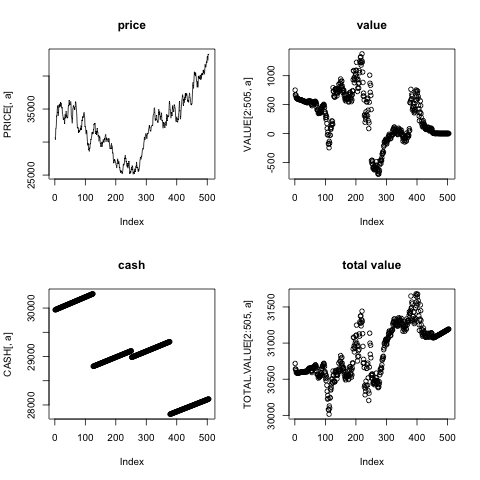 price
value
PRICE[, a]
25000
35000
0 100 200 300 400 500
Index
VALUE[2:505, a]
-500
0
500
1000
0 100 200 300 400 500
Index
cash
total value
CASH[, a]
28000
29000
30000
0 100 200 300 400 500
Index
TOTAL.VALUE[2:505, a]
30000
30500
31000
31500
0 100 200 300 400 500
Index